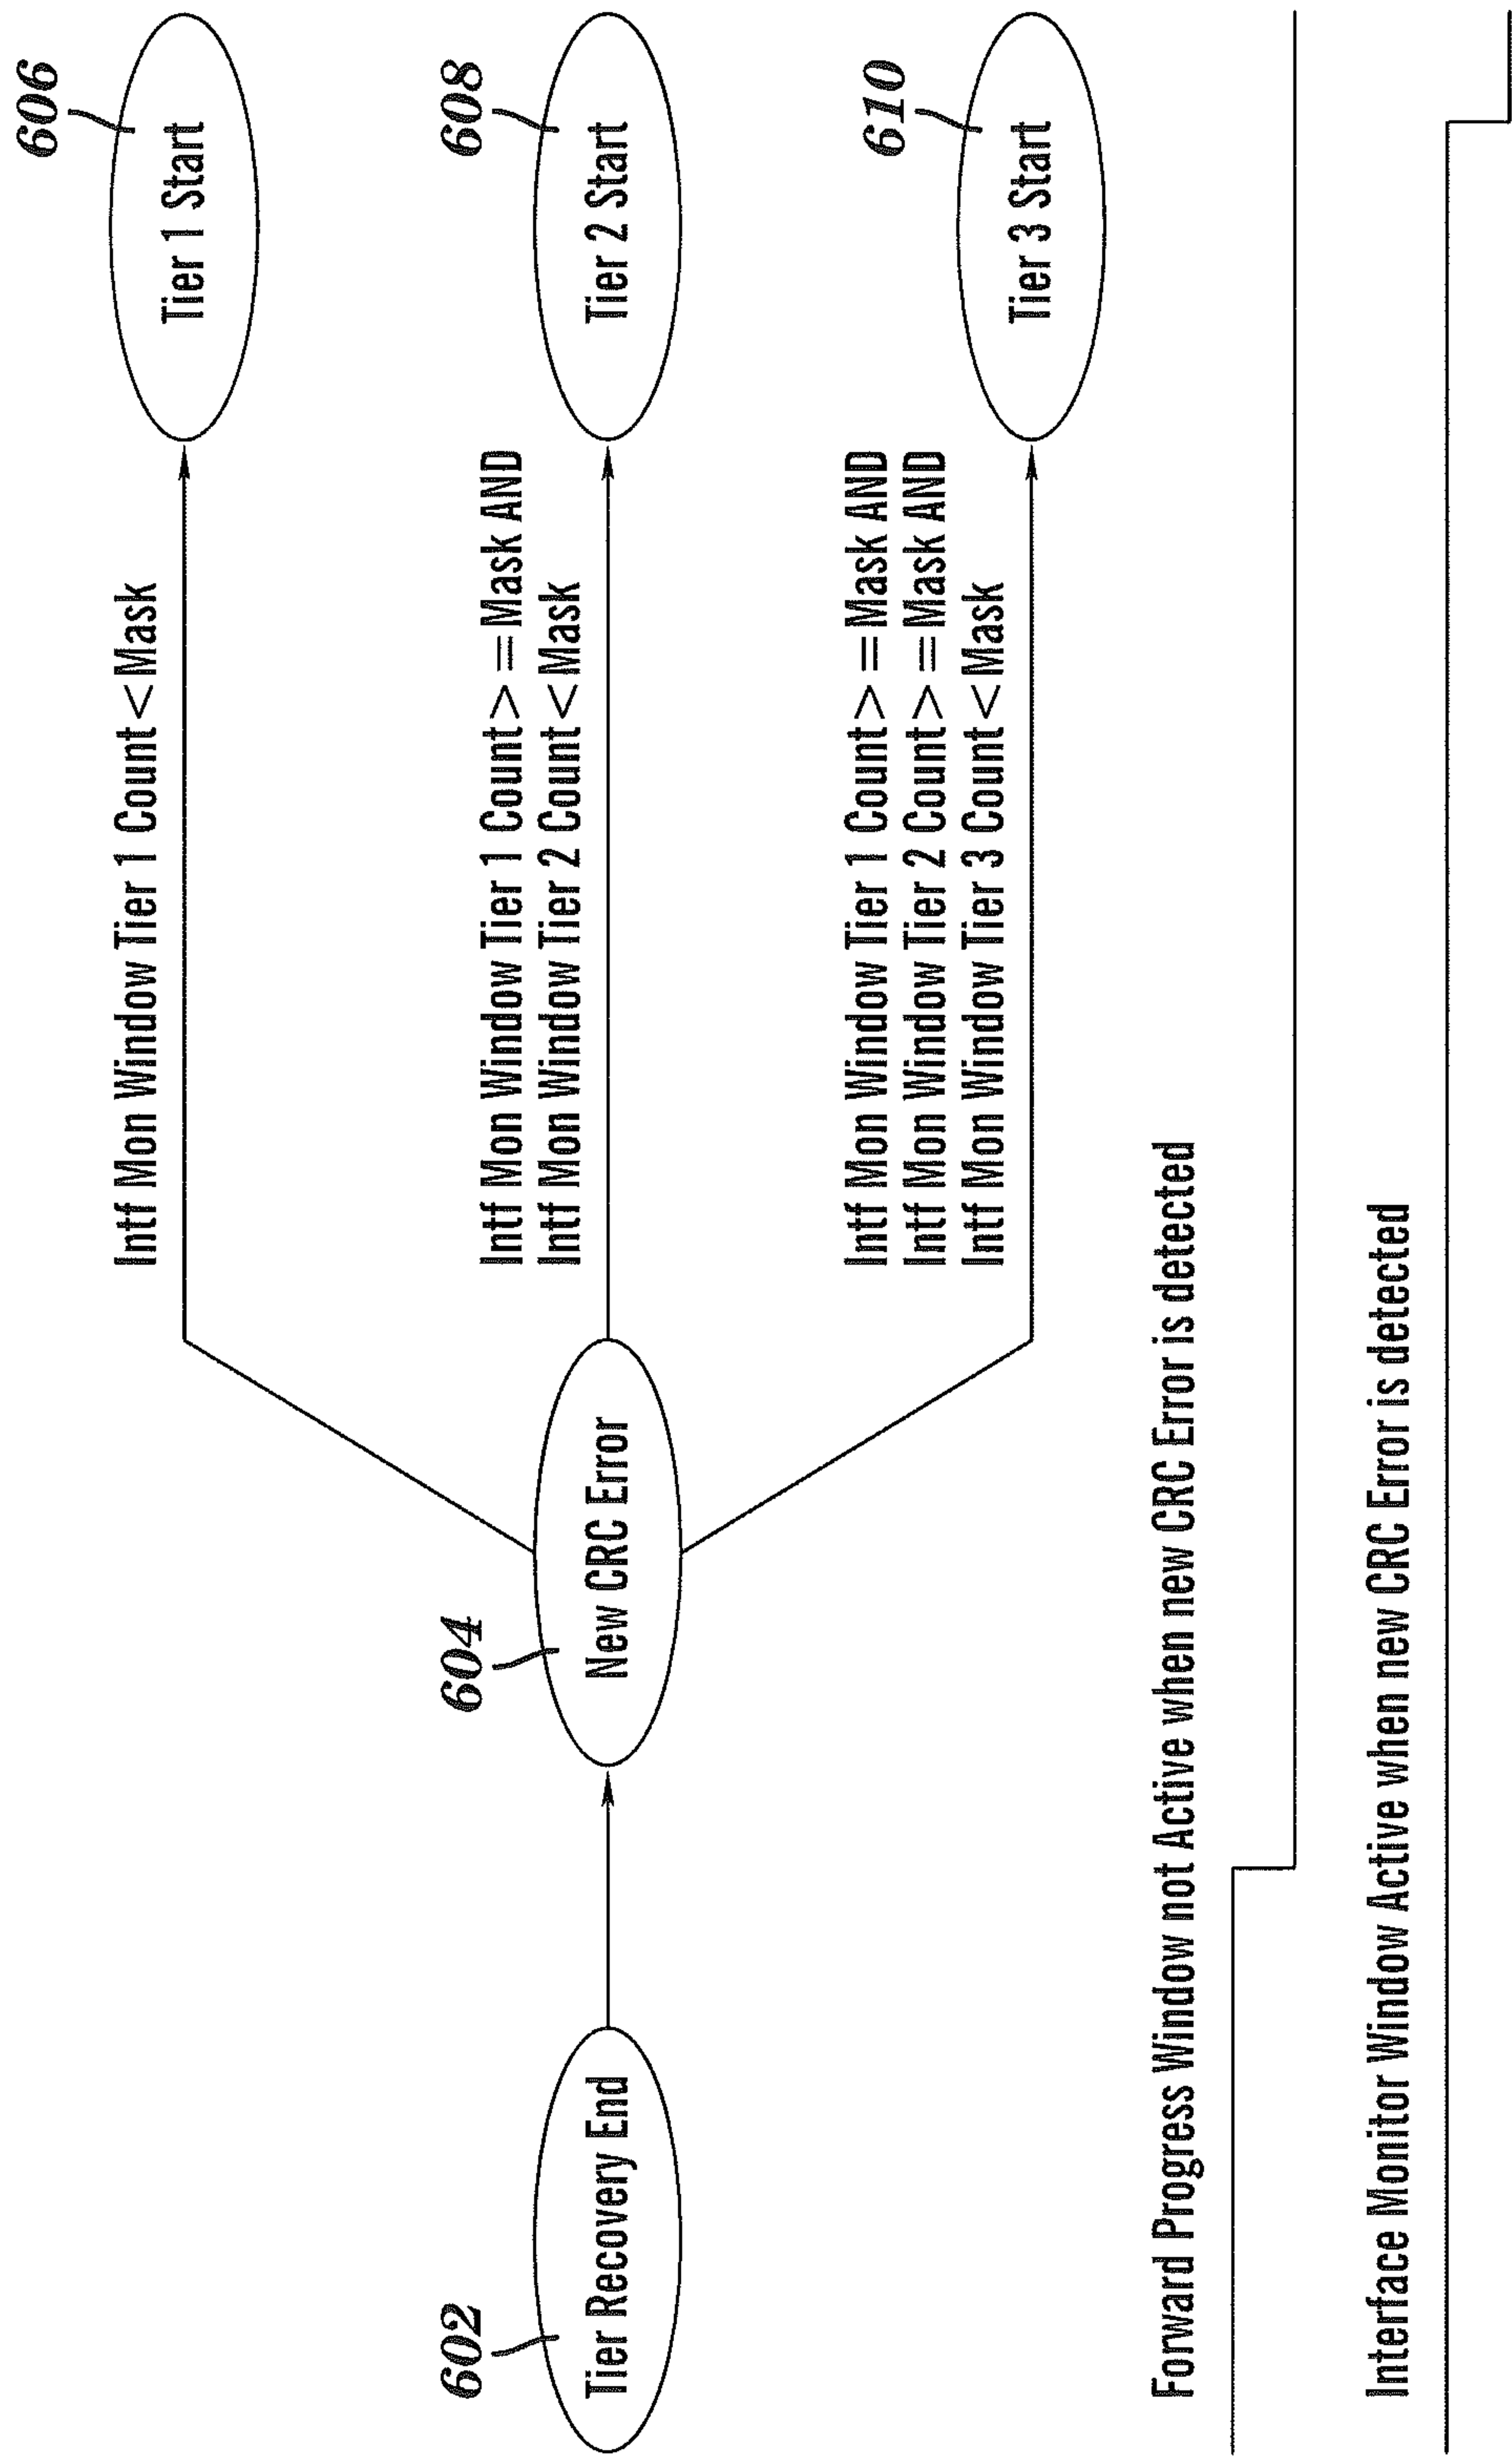 606
Tier 1 Start
Intf Mon Window Tier 1 Count<Mask
608
Tier 2 Start
Intf Mon Window Tier 1 Count>=Mask AND
Intf Mon Window Tier 2 Count<Mask
604
New CRC Error
602
Tier Recovery End
610
Tier 3 Start
Intf Mon Window Tier 1 Count>=Mask AND
Intf Mon Window Tier 2 Count>=Mask AND
Intf Mon Window Tier 3 Count<Mask
Forward Progress Window not Active when new CRC Error is detected
Interface Monitor Window Active when new CRC Error is detected